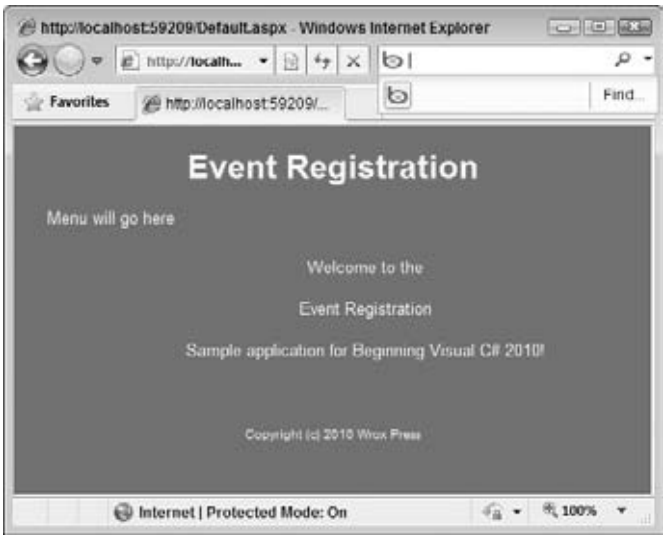 http://localhost:59209/Default.aspx - Windows Internet Explorer
http://localh...
Favorites
http://localhost:59209/...
Find...
Event Registration
Menu will go here
Welcome to the
Event Registration
Sample application for Beginning Visual C# 2010!
Copyright (c) 2010 Wrox Press
Internet | Protected Mode: On
100%